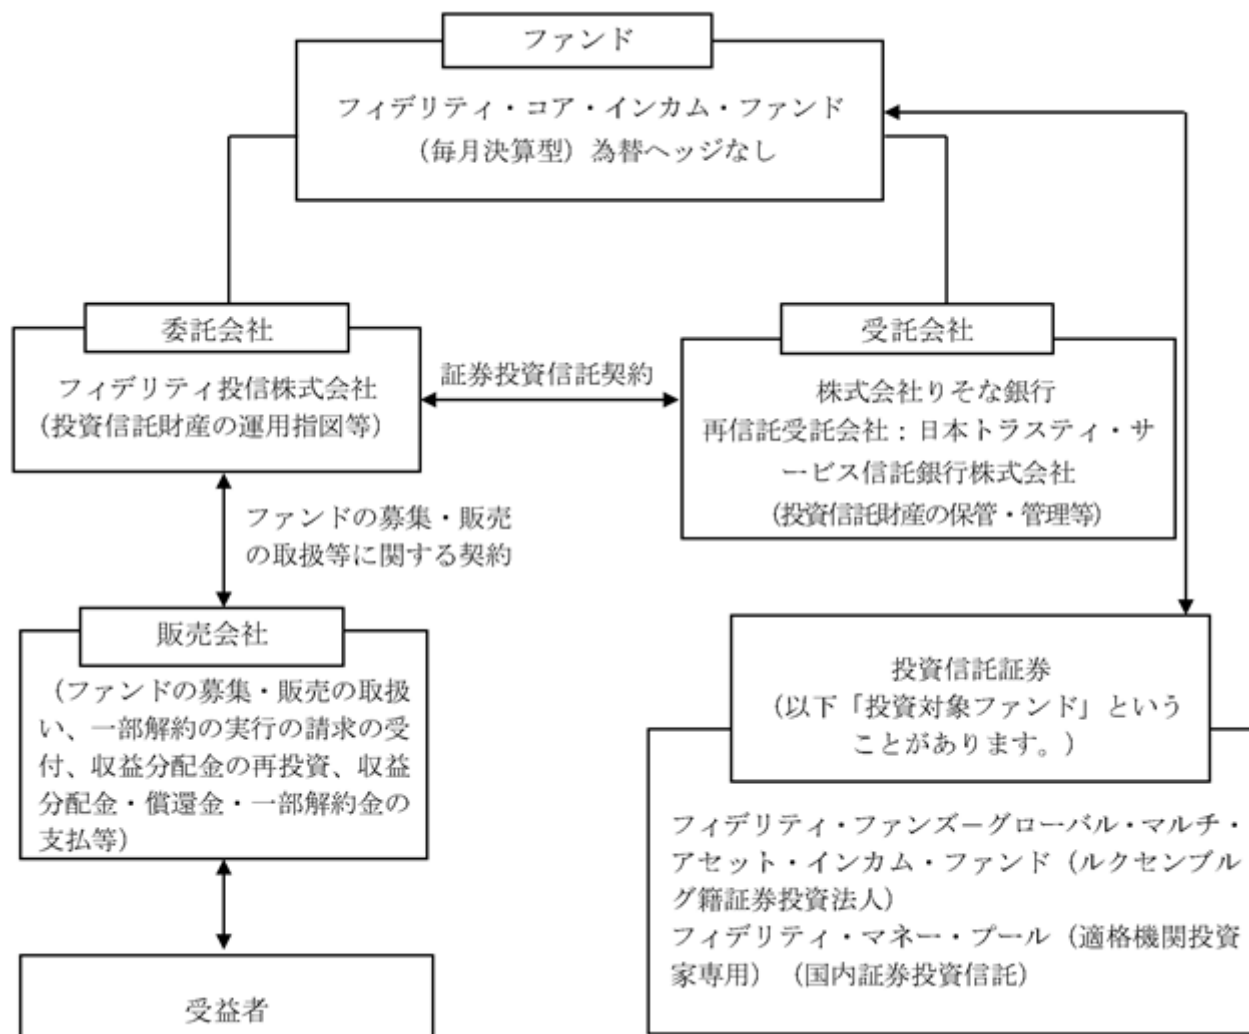 ファンド
フィデリティ・コア・インカム・ファンド
（毎月決算型）為替ヘッジなし
委託会社
フィデリティ投信株式会社
（投資信託財産の運用指図等）
証券投資信託契約
受託会社
株式会社りそな銀行
再信託受託会社：日本トラスティ・サ
ービス信託銀行株式会社
（投資信託財産の保管・管理等）
ファンドの募集・販売
の取扱等に関する契約
販売会社
（ファンドの募集・販売の取扱
い、一部解約の実行の請求の受
付、収益分配金の再投資、収益
分配金・償還金・一部解約金の
支払等）
受益者
投資信託証券
（以下「投資対象ファンド」という
ことがあります。）
フィデリティ・ファンズ－グローバル・マルチ・
アセット・インカム・ファンド（ルクセンブル
グ籍証券投資法人）
フィデリティ・マネー・プール（適格機関投資
家専用）（国内証券投資信託）